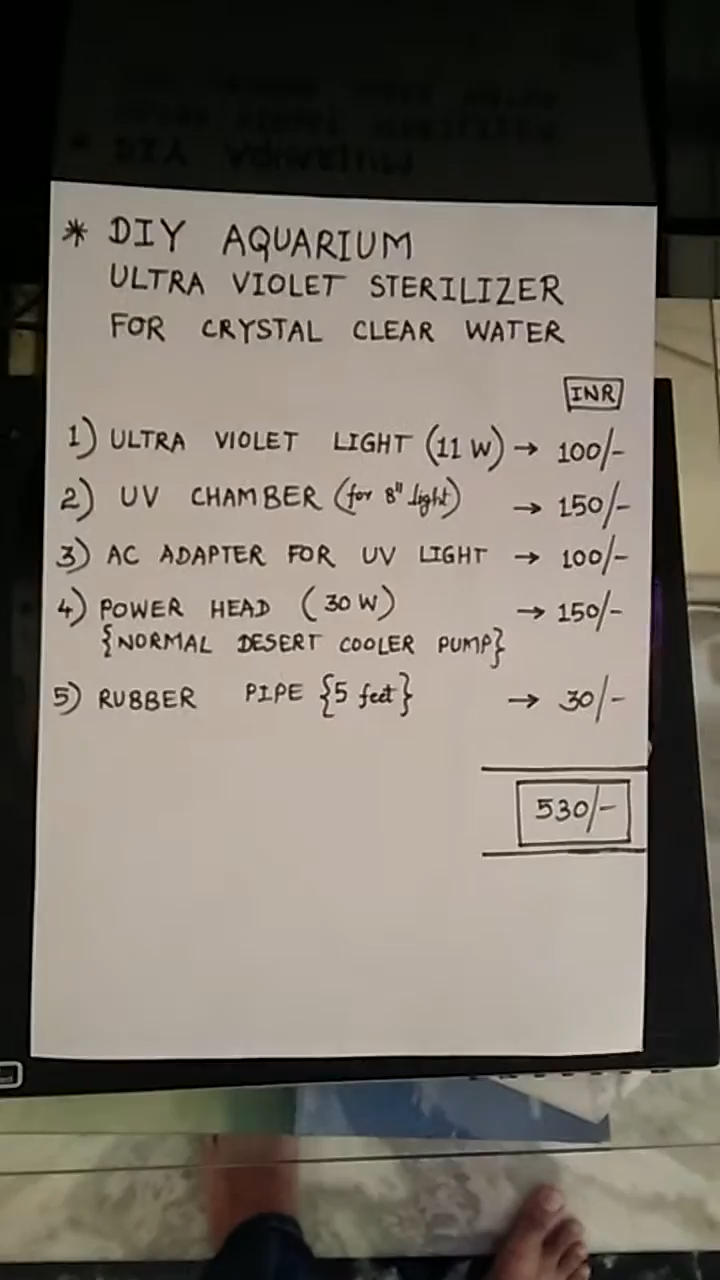 * DIY AQUARIUM
ULTRA VIOLET STERILIZER
FOR CRYSTAL CLEAR WATER
INR
1) ULTRA VIOLET LIGHT (11 W) → 100/-
2) UV CHAMBER (for 8" light) → 150/-
3) AC ADAPTER FOR UV LIGHT → 100/-
4) POWER HEAD (30 W) → 150/-
{NORMAL DESERT COOLER PUMP}
5) RUBBER PIPE {5 feet} → 30/-
530/-